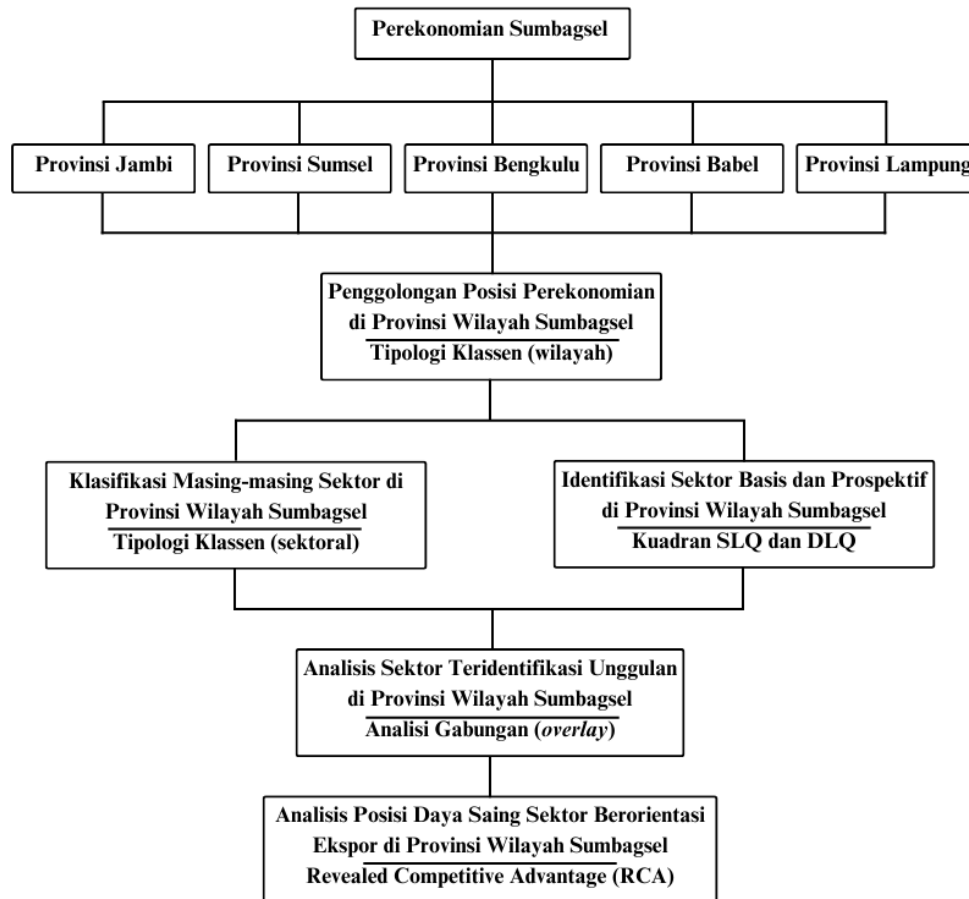 Perekonomian Sumbagsel
Provinsi Jambi
Provinsi Sumsel
Provinsi Bengkulu
Provinsi Babel
Provinsi Lampung
Penggolongan Posisi Perekonomian
di Provinsi Wilayah Sumbagsel
Tipologi Klassen (wilayah)
Klasifikasi Masing-masing Sektor di
Provinsi Wilayah Sumbagsel
Tipologi Klassen (sektoral)
Identifikasi Sektor Basis dan Prospektif
di Provinsi Wilayah Sumbagsel
Kuadran SLQ dan DLQ
Analisis Sektor Teridentifikasi Unggulan
di Provinsi Wilayah Sumbagsel
Analisi Gabungan (overlay)
Analisis Posisi Daya Saing Sektor Berorientasi
Ekspor di Provinsi Wilayah Sumbagsel
Revealed Competitive Advantage (RCA)